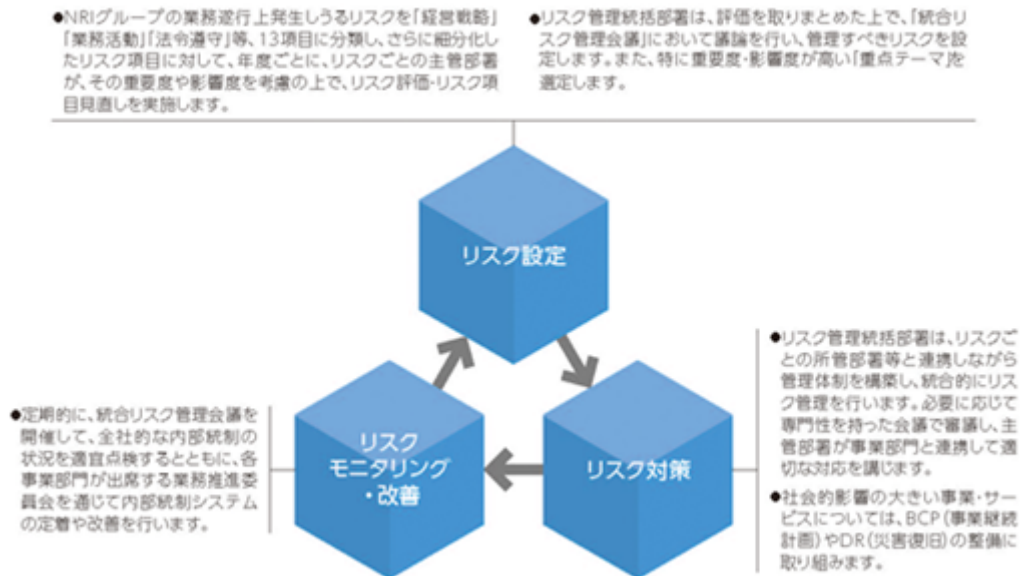 ●NRIグループの業務遂行上発生しうるリスクを「経営戦略」
「業務活動」「法令遵守」等、13項目に分類し、さらに細分化し
たリスク項目に対して、年度ごとに、リスクごとの主管部署
が、その重要度や影響度を考慮の上で、リスク評価・リスク項
目見直しを実施します。
●リスク管理統括部署は、評価を取りまとめた上で、「統合リ
スク管理会議」において議論を行い、管理すべきリスクを設
定します。また、特に重要度・影響度が高い「重点テーマ」を
選定します。
リスク設定
●リスク管理統括部署は、リスクご
との所管部署等と連携しながら
管理体制を構築し、統合的にリス
ク管理を行います。必要に応じて
専門性を持った会議で審議し、主
管部署が事業部門と連携して適
切な対応を講じます。
●社会的影響の大きい事業・サー
ビスについては、BCP(事業継続
計画)やDR(災害復旧)の整備に
取り組みます。
リスク対策
リスク
モニタリング
・改善
●定期的に、統合リスク管理会議を
開催して、全社的な内部統制の
状況を適宜点検するとともに、各
事業部門が出席する業務推進委
員会を通じて内部統制システム
の定着や改善を行います。